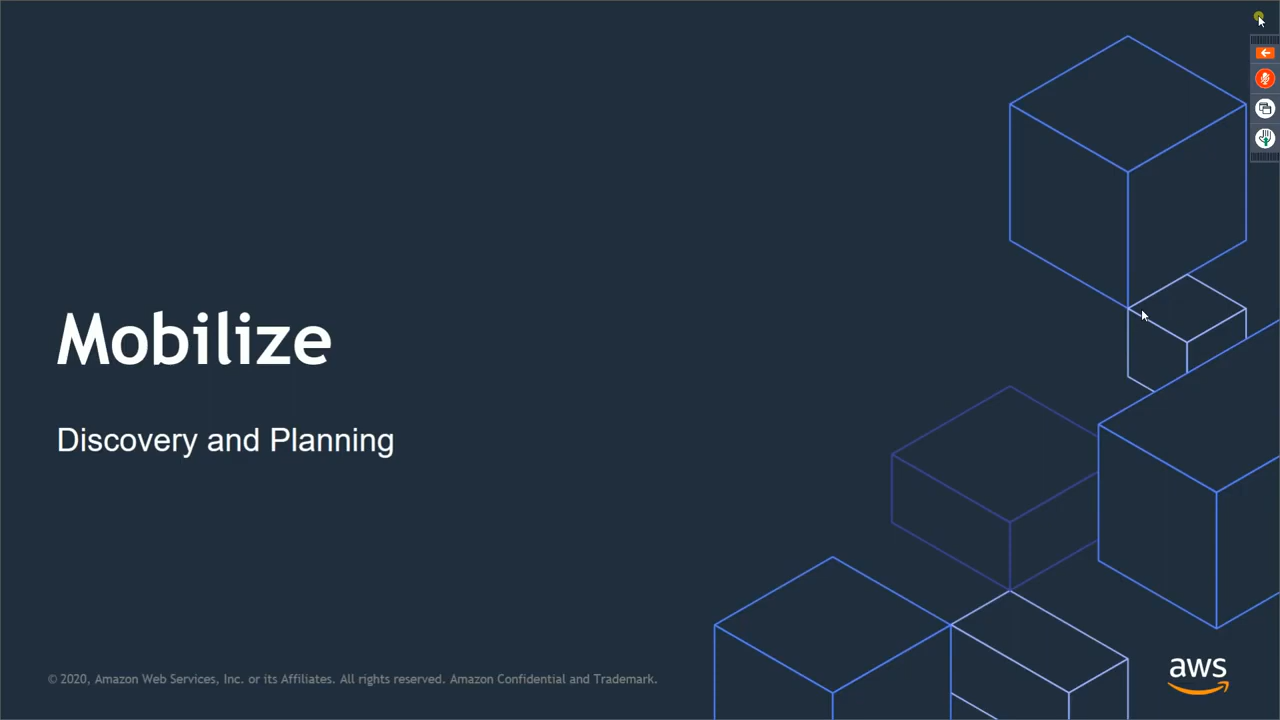 Mobilize
Discovery and Planning
© 2020, Amazon Web Services, Inc. or its Affiliates. All rights reserved. Amazon Confidential and Trademark.
aws